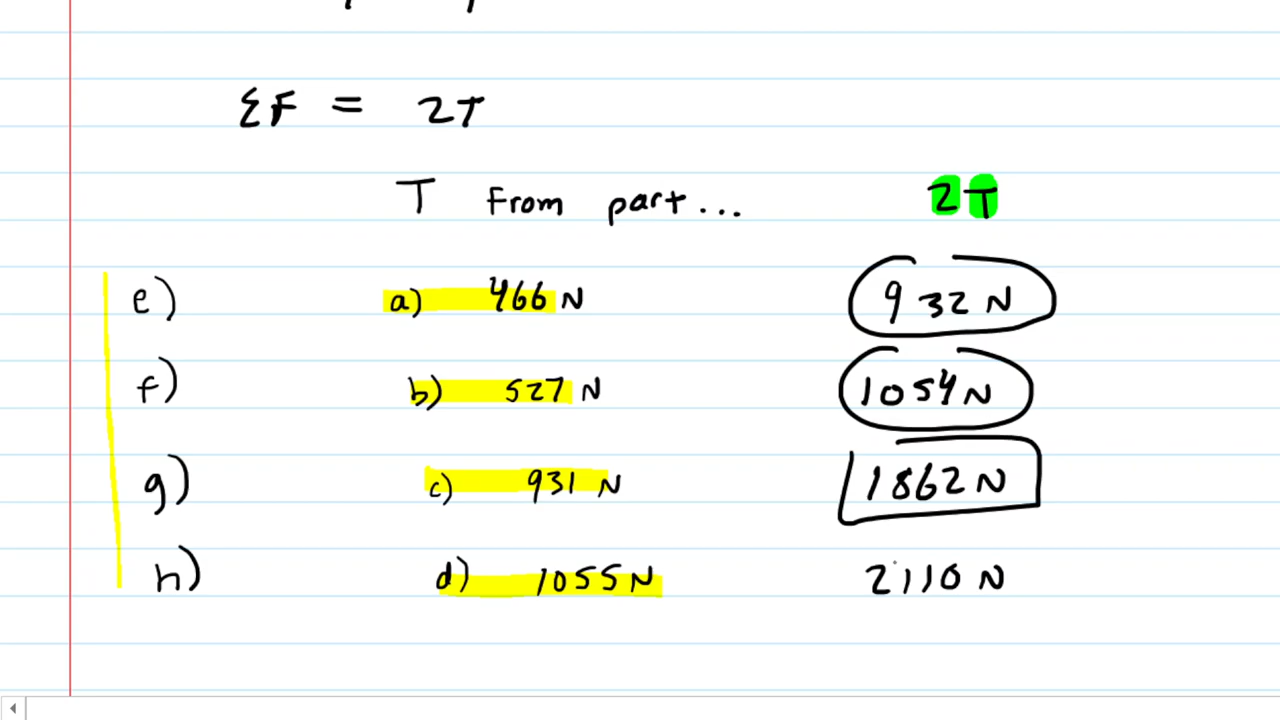 ΣF = 2T
T From part... 2T
e) a) 466 N 932 N
f) b) 527 N 1054 N
g) c) 931 N 1862 N
h) d) 1055 N 2110 N